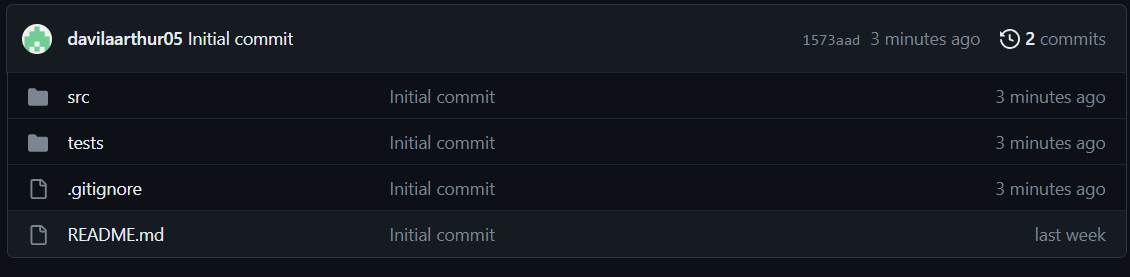 davilaarthur05 Initial commit 1573aad 3 minutes ago 2 commits
src Initial commit 3 minutes ago
tests Initial commit 3 minutes ago
.gitignore Initial commit 3 minutes ago
README.md Initial commit last week